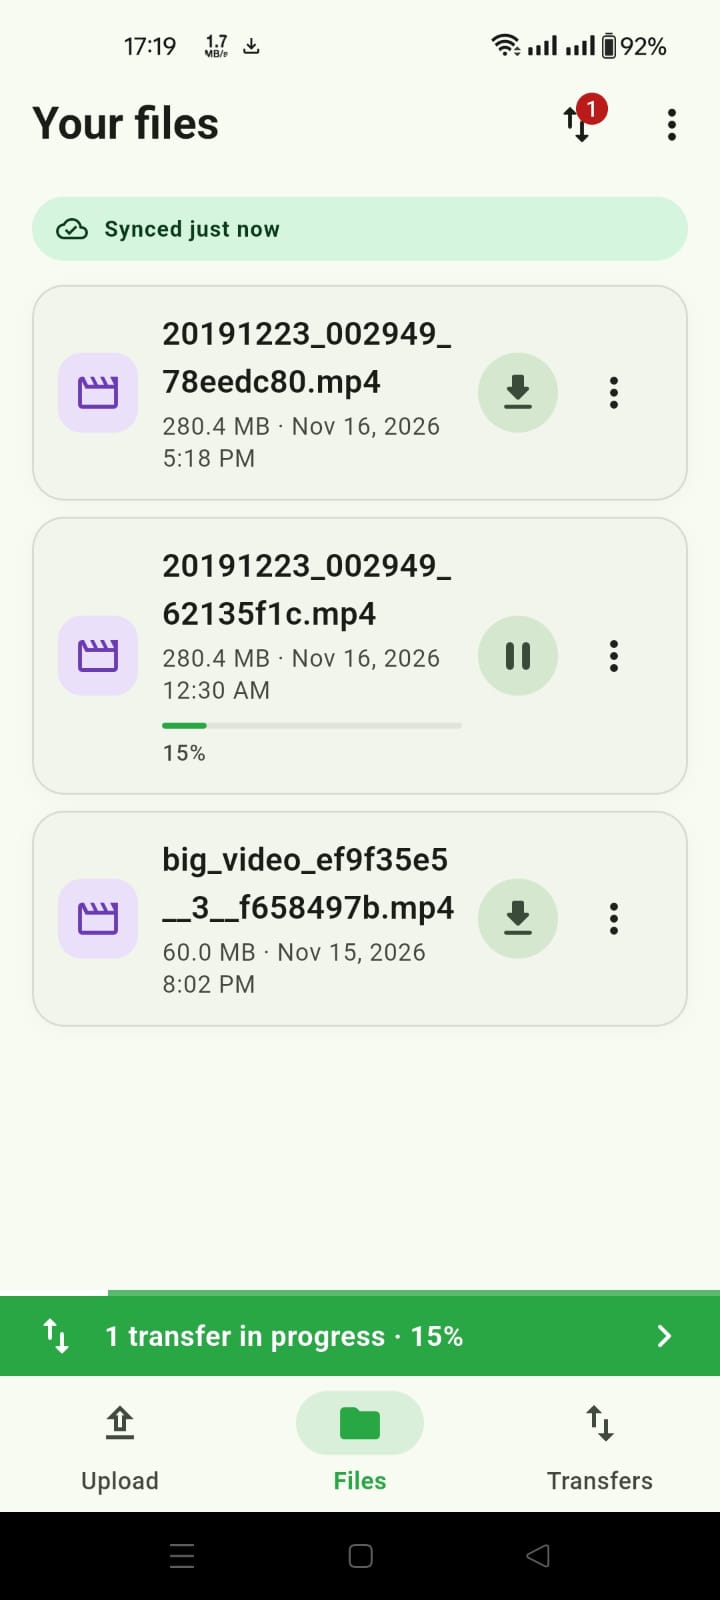 17:19 1.7 MB/s 92%
Your files
1
Synced just now
20191223_002949_
78eedc80.mp4
280.4 MB · Nov 16, 2026
5:18 PM
20191223_002949_
62135f1c.mp4
280.4 MB · Nov 16, 2026
12:30 AM
15%
big_video_ef9f35e5
__3__f658497b.mp4
60.0 MB · Nov 15, 2026
8:02 PM
1 transfer in progress · 15%
Upload
Files
Transfers